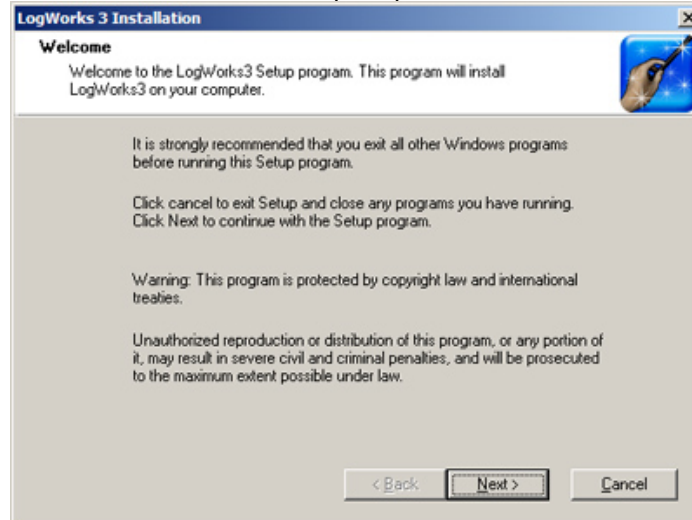 LogWorks 3 Installation
Welcome
Welcome to the LogWorks3 Setup program. This program will install
LogWorks3 on your computer.
It is strongly recommended that you exit all other Windows programs
before running this Setup program.
Click cancel to exit Setup and close any programs you have running.
Click Next to continue with the Setup program.
Warning: This program is protected by copyright law and international
treaties.
Unauthorized reproduction or distribution of this program, or any portion of
it, may result in severe civil and criminal penalties, and will be prosecuted
to the maximum extent possible under law.
< Back Next > Cancel